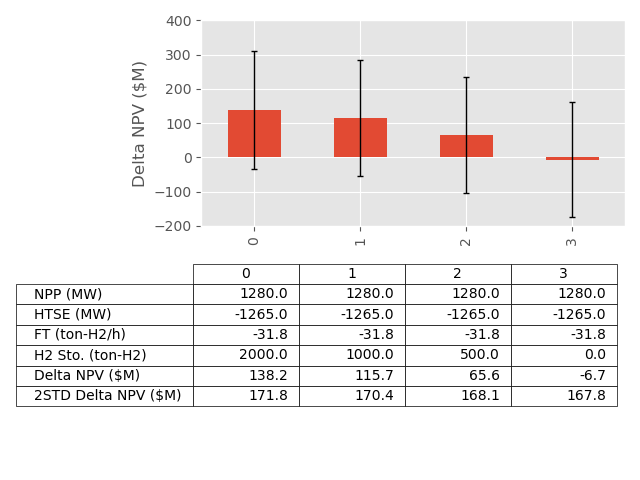 400
300
200
100
0
−100
−200
Delta NPV ($M)
0 1 2 3
0 1 2 3
NPP (MW) 1280.0 1280.0 1280.0 1280.0
HTSE (MW) -1265.0 -1265.0 -1265.0 -1265.0
FT (ton-H2/h) -31.8 -31.8 -31.8 -31.8
H2 Sto. (ton-H2) 2000.0 1000.0 500.0 0.0
Delta NPV ($M) 138.2 115.7 65.6 -6.7
2STD Delta NPV ($M) 171.8 170.4 168.1 167.8